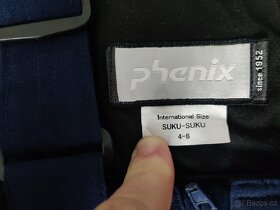 phenix
since 1952
International Size
SUKU-SUKU
4-8